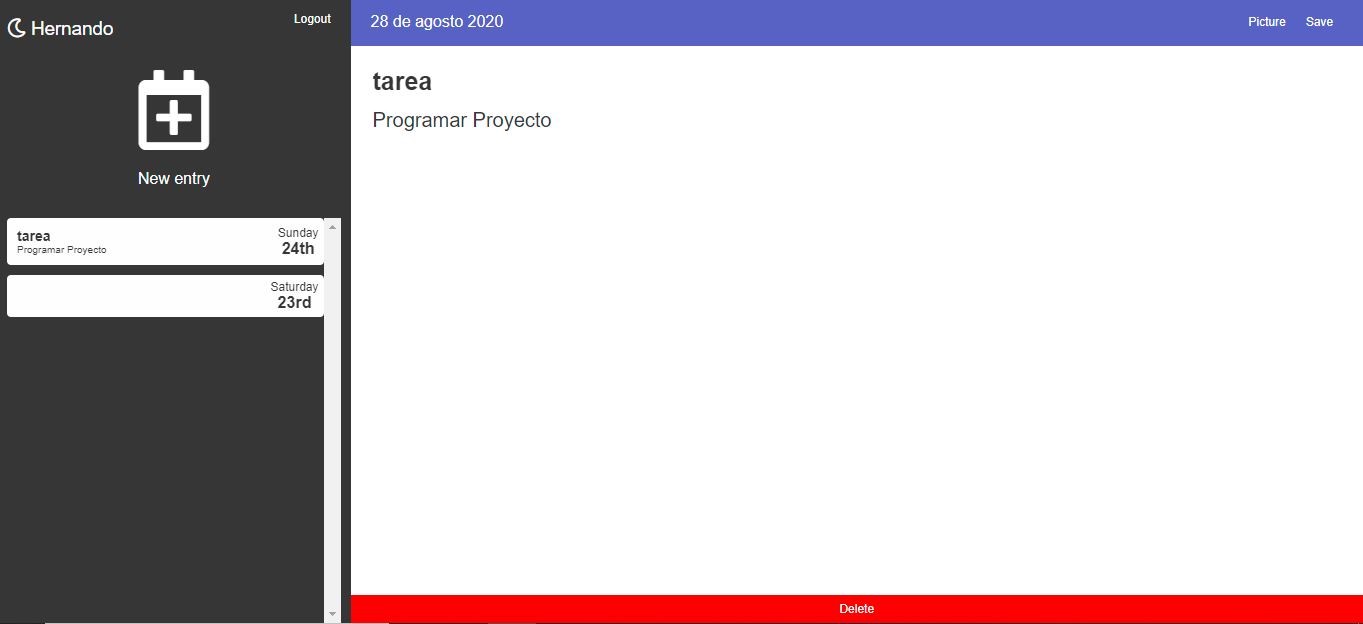 Hernando
Logout
New entry
tarea
Programar Proyecto
Sunday
24th
Saturday
23rd
28 de agosto 2020
Picture
Save
tarea
Programar Proyecto
Delete